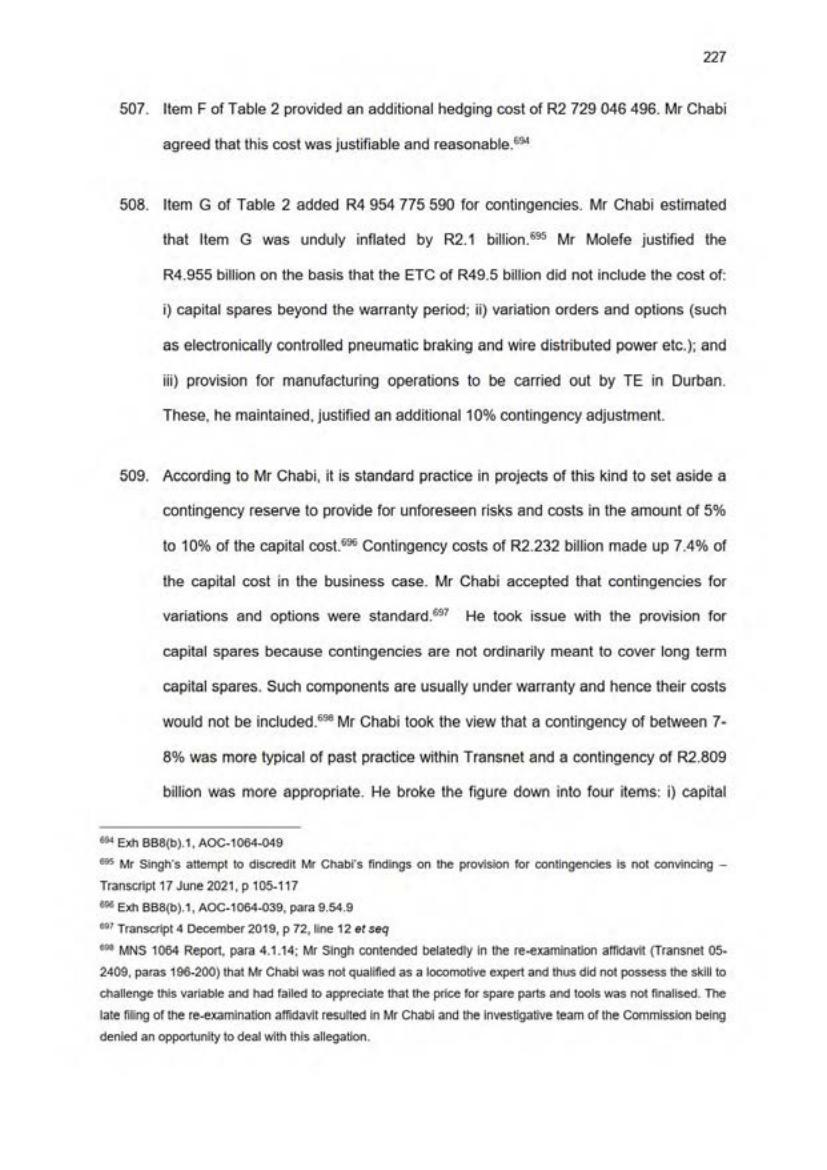 227
507. Item F of Table 2 provided an additional hedging cost of R2 729 046 496. Mr Chabi
agreed that this cost was justifiable and reasonable.694
508. Item G of Table 2 added R4 954 775 590 for contingencies. Mr Chabi estimated
that Item G was unduly inflated by R2.1 billion.695 Mr Molefe justified the
R4.955 billion on the basis that the ETC of R49.5 billion did not include the cost of:
i) capital spares beyond the warranty period; ii) variation orders and options (such
as electronically controlled pneumatic braking and wire distributed power etc.); and
iii) provision for manufacturing operations to be carried out by TE in Durban.
These, he maintained, justified an additional 10% contingency adjustment.
509. According to Mr Chabi, it is standard practice in projects of this kind to set aside a
contingency reserve to provide for unforeseen risks and costs in the amount of 5%
to 10% of the capital cost.696 Contingency costs of R2.232 billion made up 7.4% of
the capital cost in the business case. Mr Chabi accepted that contingencies for
variations and options were standard.697 He took issue with the provision for
capital spares because contingencies are not ordinarily meant to cover long term
capital spares. Such components are usually under warranty and hence their costs
would not be included.698 Mr Chabi took the view that a contingency of between 7-
8% was more typical of past practice within Transnet and a contingency of R2.809
billion was more appropriate. He broke the figure down into four items: i) capital
694 Exh BB8(b).1, AOC-1064-049
695 Mr Singh's attempt to discredit Mr Chabi's findings on the provision for contingencies is not convincing –
Transcript 17 June 2021, p 105-117
696 Exh BB8(b).1, AOC-1064-039, para 9.54.9
697 Transcript 4 December 2019, p 72, line 12 et seq
698 MNS 1064 Report, para 4.1.14; Mr Singh contended belatedly in the re-examination affidavit (Transnet 05-
2409, paras 196-200) that Mr Chabi was not qualified as a locomotive expert and thus did not possess the skill to
challenge this variable and had failed to appreciate that the price for spare parts and tools was not finalised. The
late filing of the re-examination affidavit resulted in Mr Chabi and the investigative team of the Commission being
denied an opportunity to deal with this allegation.